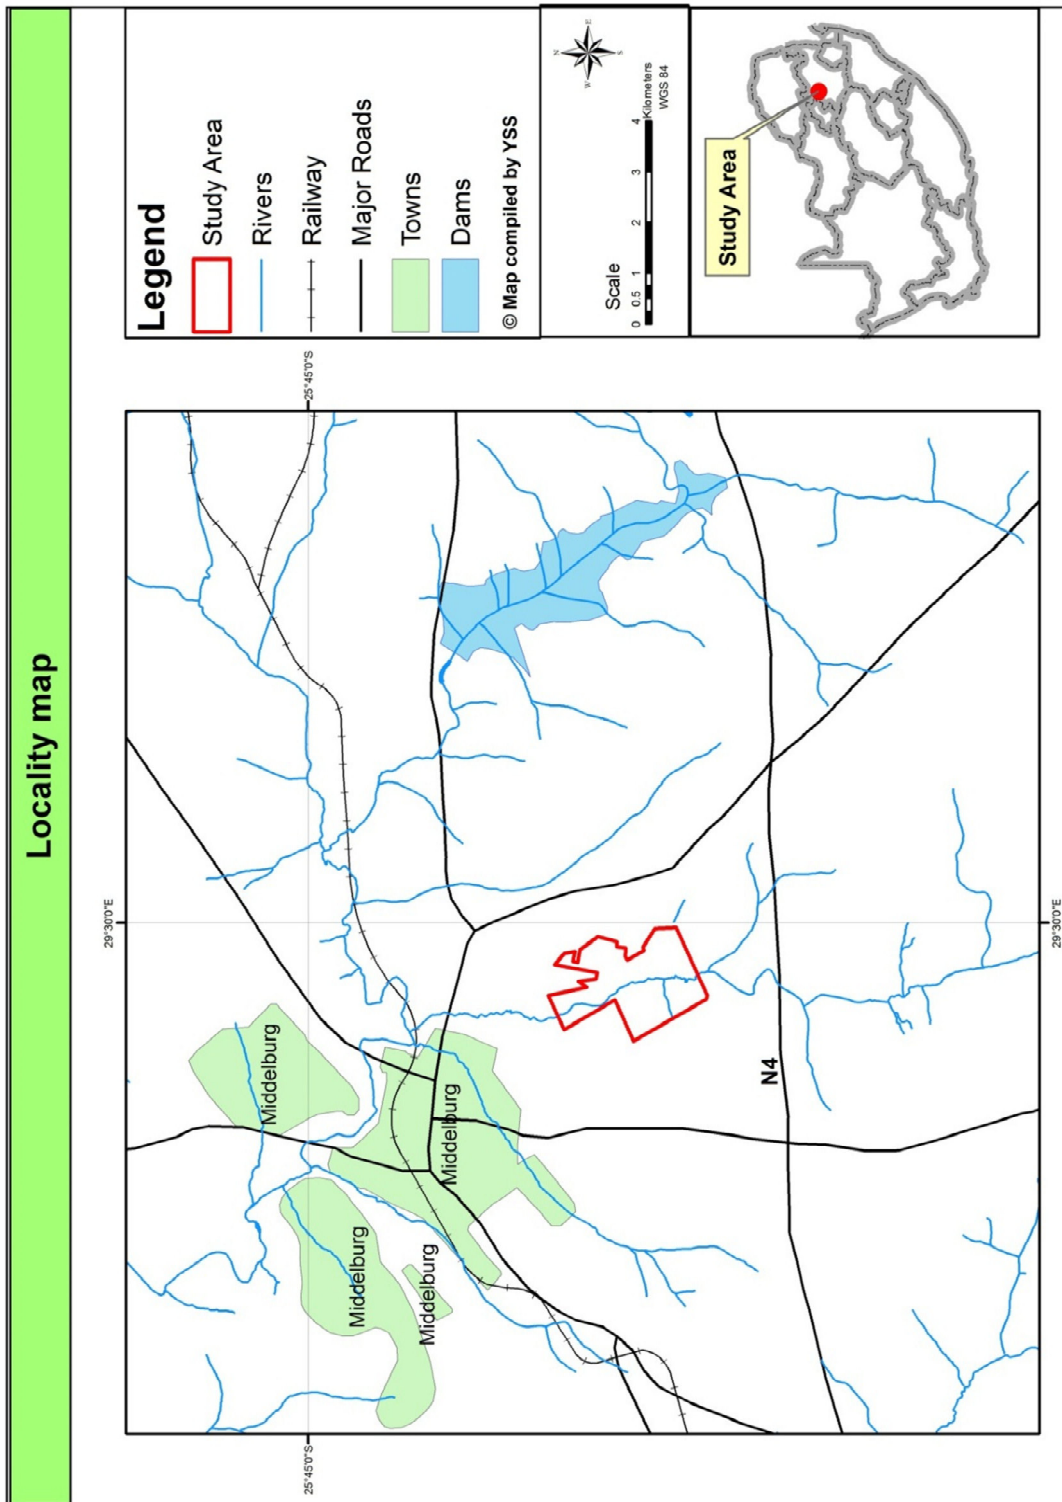 Locality map
Legend
Study Area
Rivers
Railway
Major Roads
Towns
Dams
© Map compiled by YSS
N
E
S
W
Scale
0 0.5 1 2 3 4
Kilometers
WGS 84
Study Area
29°30'0"E
25°45'0"S
25°45'0"S
29°30'0"E
Middelburg
Middelburg
Middelburg
Middelburg
N4